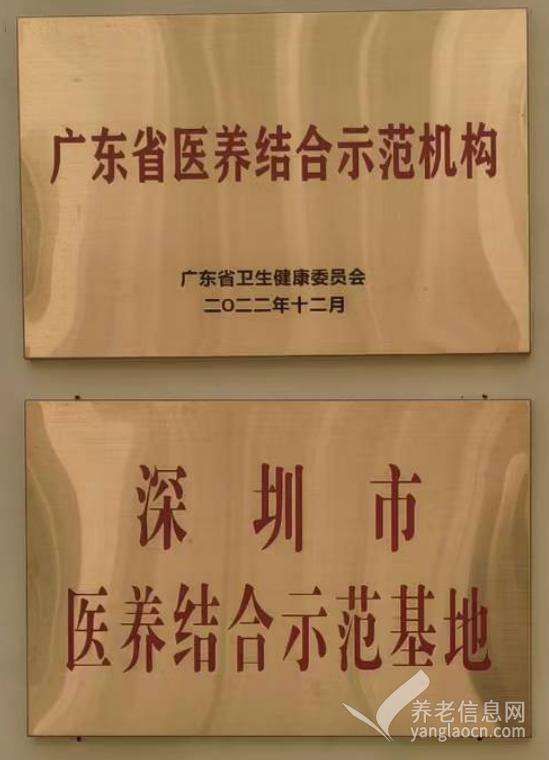 广东省医养结合示范机构
广东省卫生健康委员会
二〇二二年十二月
深圳市
医养结合示范基地
养老信息网
yanglaocn.com